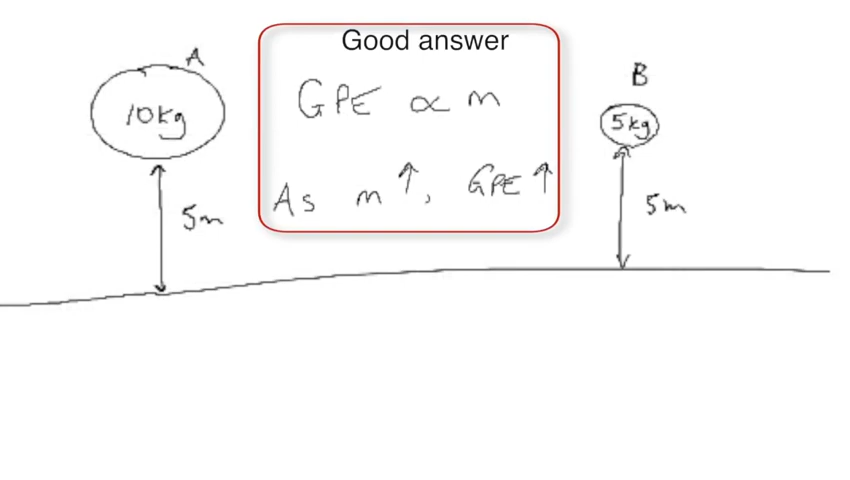 Good answer
A
10kg
GPE ∝ m
As m ↑, GPE ↑
5m
B
5kg
5m